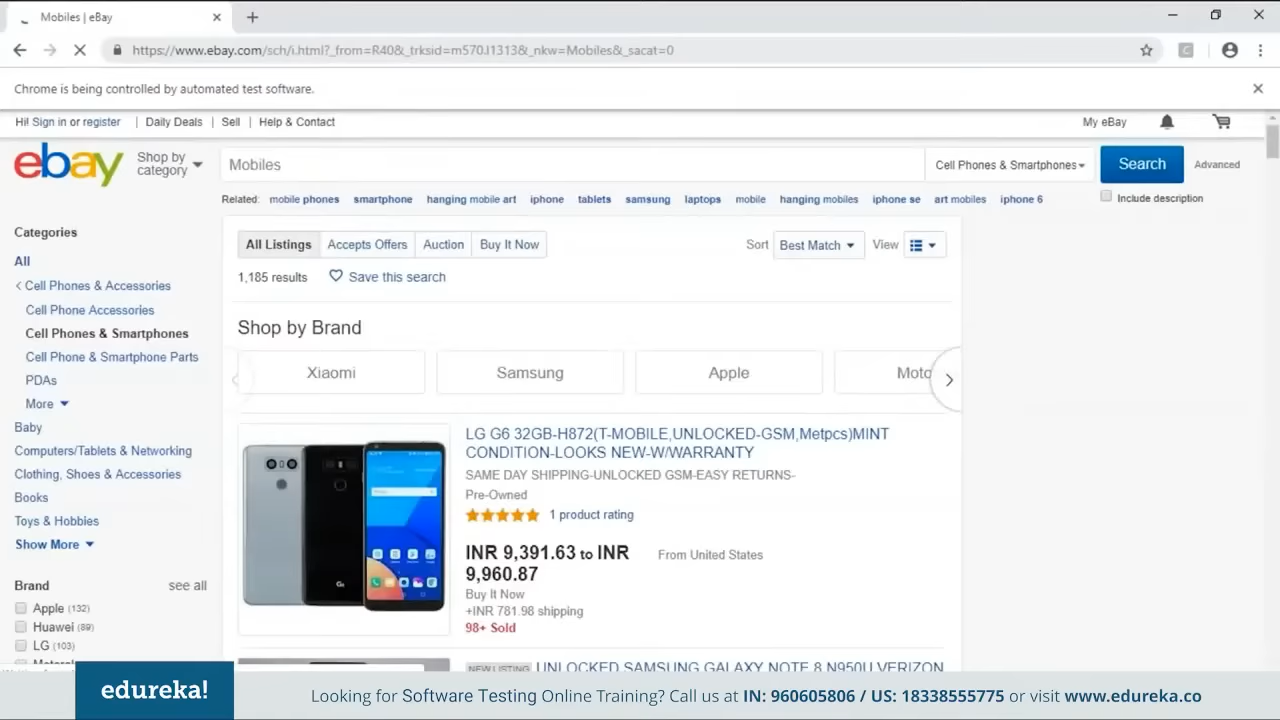 Mobiles | eBay
https://www.ebay.com/sch/i.html?_from=R40&_trksid=m570.l1313&_nkw=Mobiles&_sacat=0
Chrome is being controlled by automated test software.
Hi! Sign in or register | Daily Deals | Sell | Help & Contact My eBay
ebay Shop by category Mobiles Cell Phones & Smartphones Search Advanced
Related: mobile phones smartphone hanging mobile art iphone tablets samsung laptops mobile hanging mobiles iphone se art mobiles iphone 6 Include description
Categories
All
Cell Phones & Accessories
Cell Phone Accessories
Cell Phones & Smartphones
Cell Phone & Smartphone Parts
PDAs
More
Baby
Computers/Tablets & Networking
Clothing, Shoes & Accessories
Books
Toys & Hobbies
Show More
Brand see all
Apple (132)
Huawei (89)
LG (103)
All Listings Accepts Offers Auction Buy It Now Sort Best Match View
1,185 results Save this search
Shop by Brand
Xiaomi Samsung Apple Moto
LG G6 32GB-H872(T-MOBILE,UNLOCKED-GSM,Metpcs)MINT
CONDITION-LOOKS NEW-W/WARRANTY
SAME DAY SHIPPING-UNLOCKED GSM-EASY RETURNS-
Pre-Owned
1 product rating
INR 9,391.63 to INR From United States
9,960.87
Buy It Now
+INR 781.98 shipping
98+ Sold
NEW LISTING UNLOCKED SAMSUNG GALAXY NOTE 8 N950U VERIZON
edureka! Looking for Software Testing Online Training? Call us at IN: 960605806 / US: 18338555775 or visit www.edureka.co